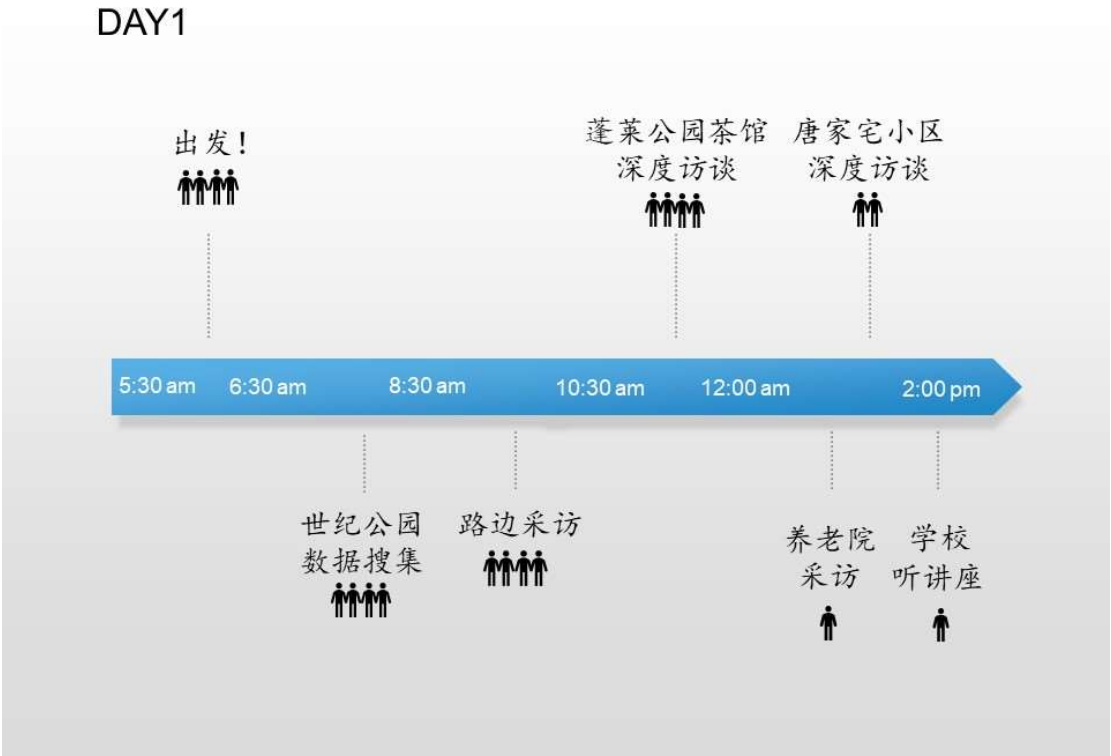 DAY1
出发！
蓬莱公园茶馆
深度访谈
唐家宅小区
深度访谈
5:30 am
6:30 am
8:30 am
10:30 am
12:00 am
2:00 pm
世纪公园
数据搜集
路边采访
养老院
采访
学校
听讲座